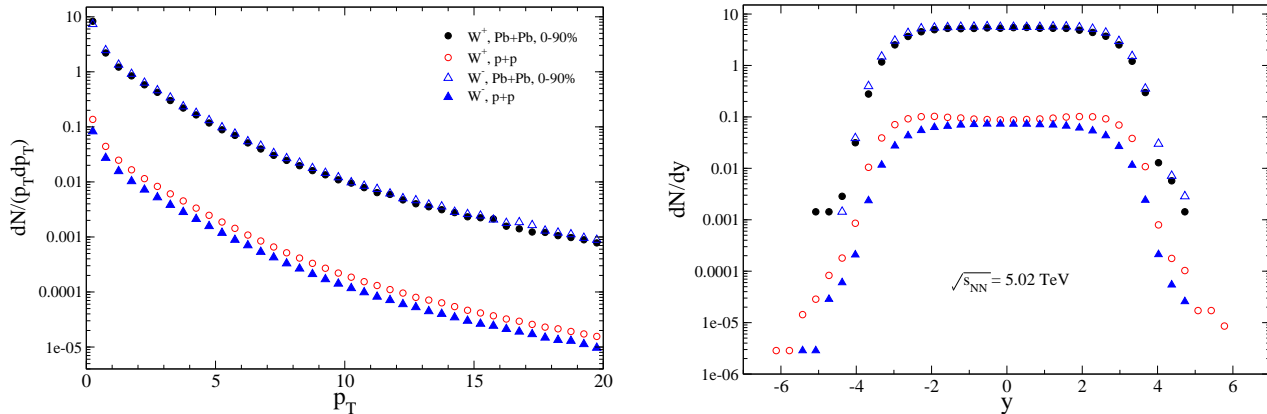 10
1
0.1
0.01
0.001
0.0001
1e-05
dN/(p_T dp_T)
0 5 10 15 20
p_T
W^+, Pb+Pb, 0-90%
W^+, p+p
W^-, Pb+Pb, 0-90%
W^-, p+p
10
1
0.1
0.01
0.001
0.0001
1e-05
1e-06
dN/dy
-6 -4 -2 0 2 4 6
y
√s_NN = 5.02 TeV